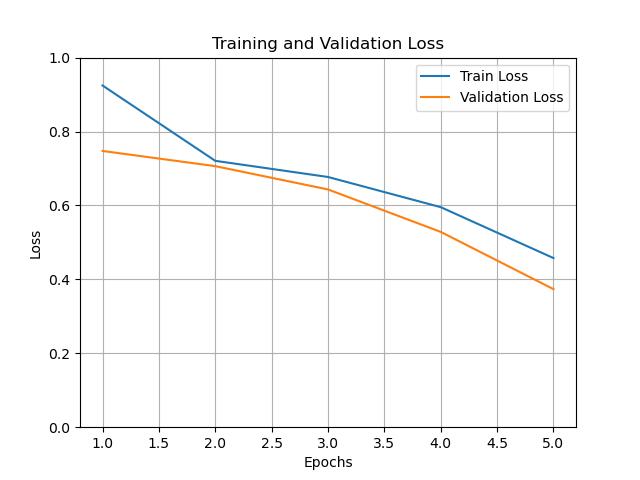 Training and Validation Loss
1.0
0.8
0.6
0.4
0.2
0.0
Loss
Train Loss
Validation Loss
1.0 1.5 2.0 2.5 3.0 3.5 4.0 4.5 5.0
Epochs